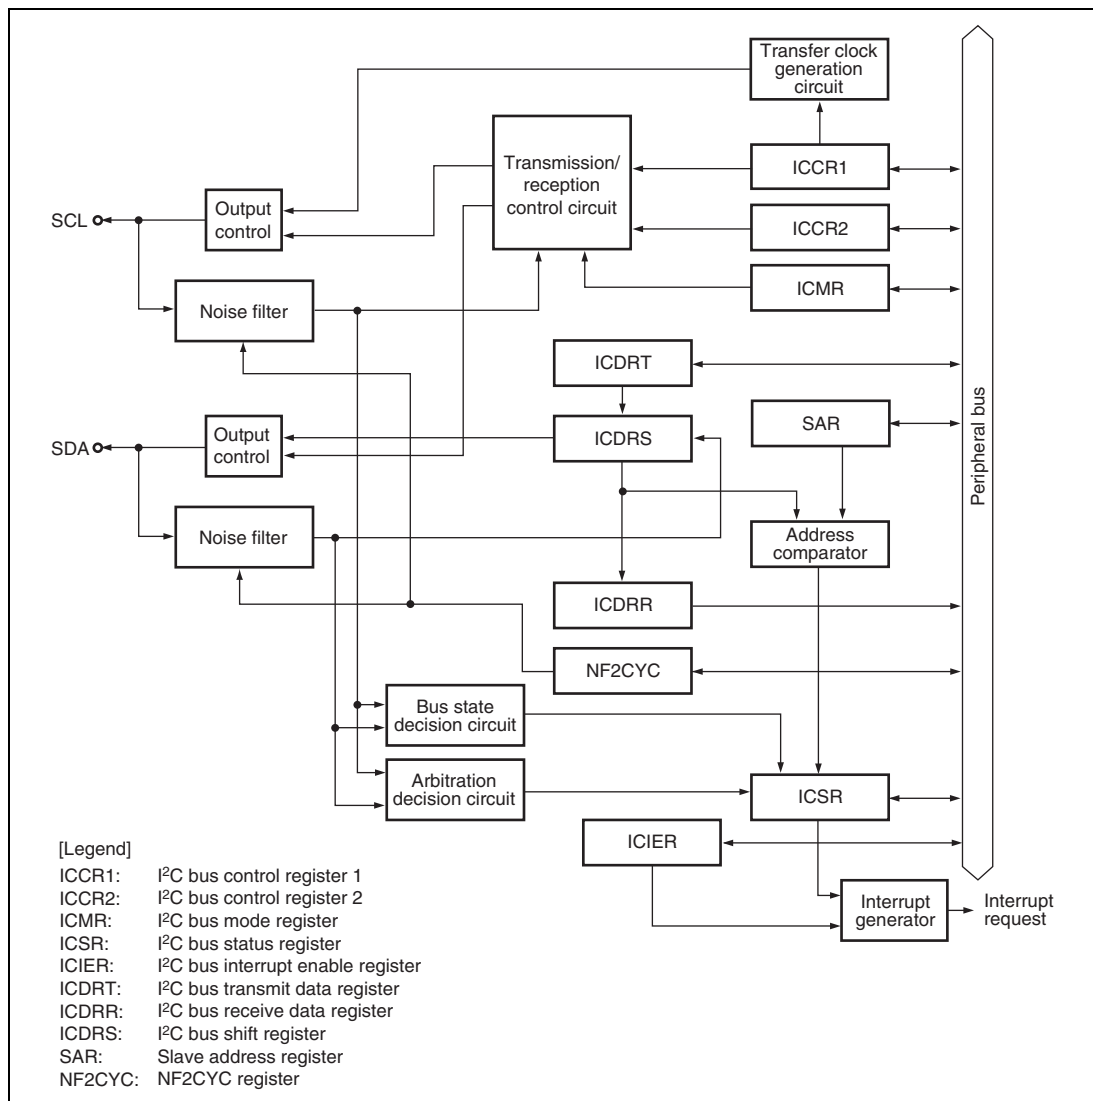 Transfer clock
generation
circuit
Transmission/
reception
control circuit
ICCR1
SCL
Output
control
ICCR2
Noise filter
ICMR
ICDRT
SAR
Peripheral bus
SDA
Output
control
ICDRS
Noise filter
Address
comparator
ICDRR
NF2CYC
Bus state
decision circuit
Arbitration
decision circuit
ICSR
ICIER
Interrupt
generator
Interrupt
request
[Legend]
ICCR1: I²C bus control register 1
ICCR2: I²C bus control register 2
ICMR: I²C bus mode register
ICSR: I²C bus status register
ICIER: I²C bus interrupt enable register
ICDRT: I²C bus transmit data register
ICDRR: I²C bus receive data register
ICDRS: I²C bus shift register
SAR: Slave address register
NF2CYC: NF2CYC register